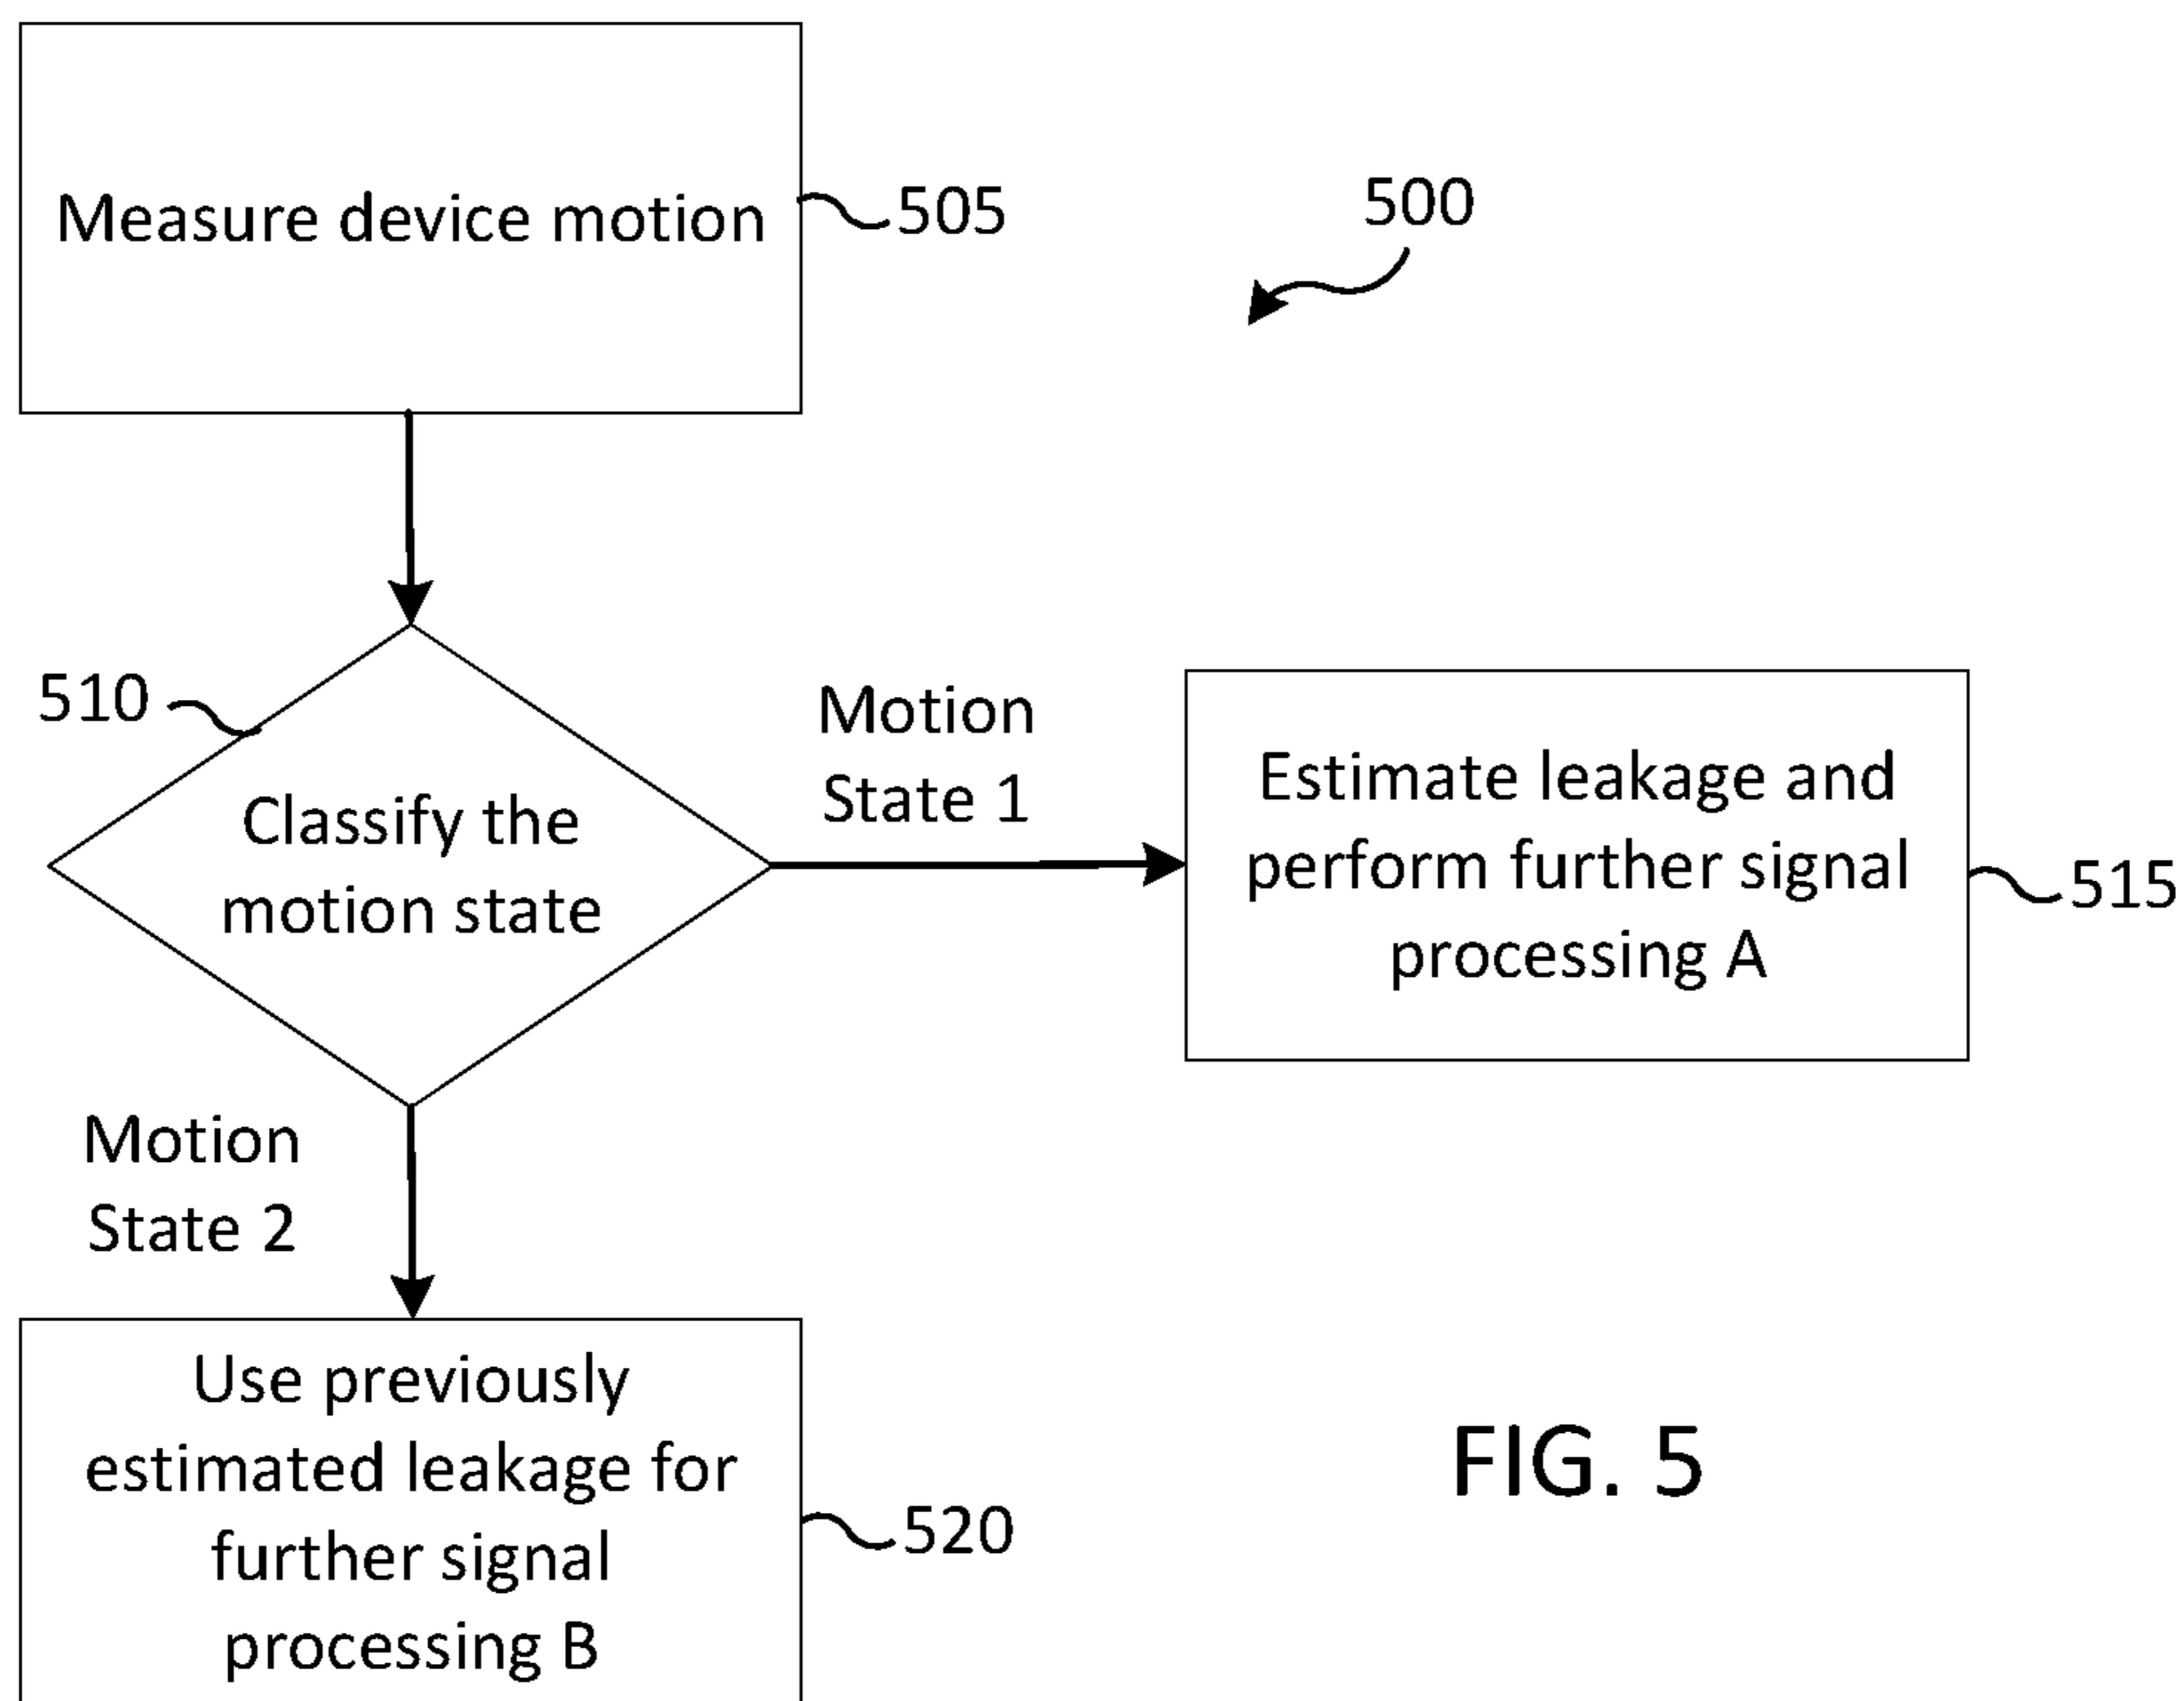 Measure device motion
505
500
510
Classify the
motion state
Motion
State 1
Estimate leakage and
perform further signal
processing A
515
Motion
State 2
Use previously
estimated leakage for
further signal
processing B
520
FIG. 5